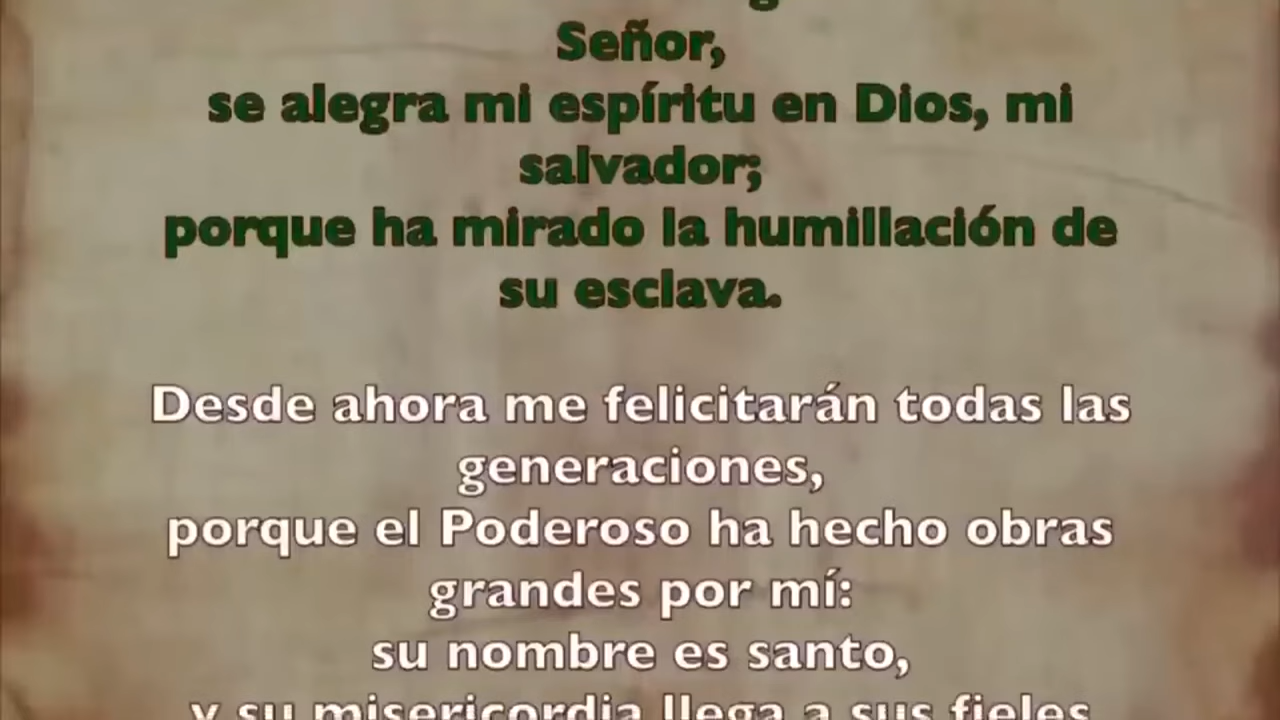 Señor,
se alegra mi espíritu en Dios, mi
salvador;
porque ha mirado la humillación de
su esclava.
Desde ahora me felicitarán todas las
generaciones,
porque el Poderoso ha hecho obras
grandes por mí:
su nombre es santo,
y su misericordia llega a sus fieles